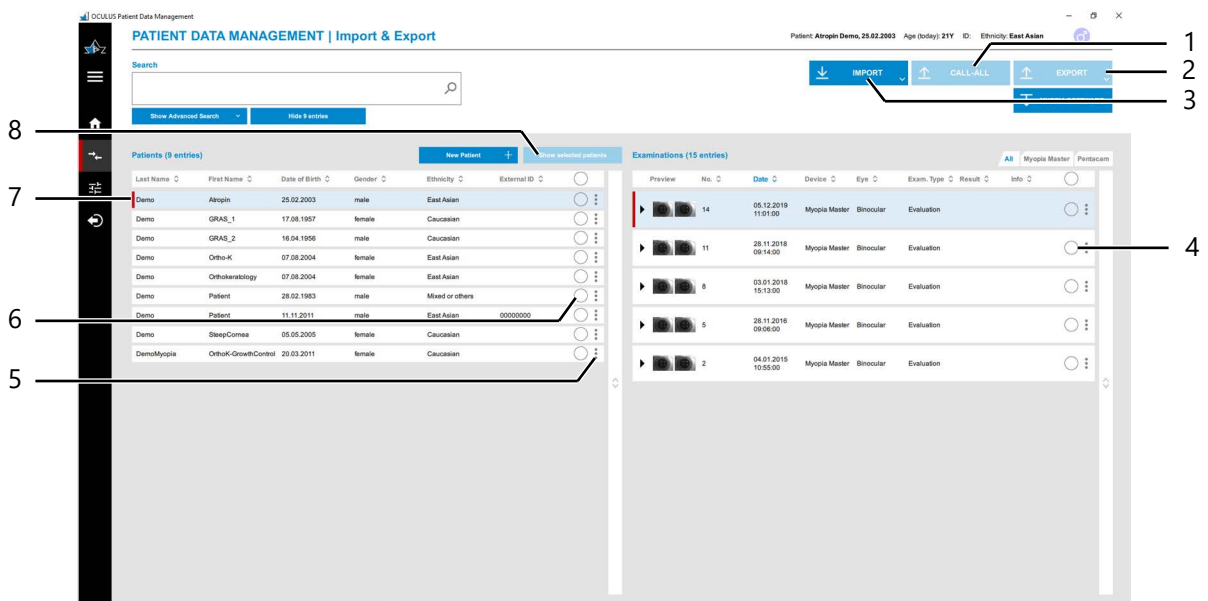 OCULUS Patient Data Management
PATIENT DATA MANAGEMENT | Import & Export
Patient: Atropin Demo, 25.02.2003 Age (today): 21Y ID: Ethnicity: East Asian
1
Search
IMPORT CALL-ALL EXPORT
2
3
Show Advanced Search Hide 9 entries
8
Patients (9 entries) New Patient Show selected patients Examinations (15 entries) All Myopia Master Pentacam
Last Name First Name Date of Birth Gender Ethnicity External ID Preview No. Date Device Eye Exam. Type Result Info
7
Demo Atropin 25.02.2003 male East Asian
Demo GRAS_1 17.08.1957 female Caucasian
Demo GRAS_2 16.04.1956 male Caucasian
Demo Ortho-K 07.08.2004 female East Asian
Demo Orthokeratology 07.08.2004 female East Asian
Demo Patient 28.02.1983 male Mixed or others
Demo Patient 11.11.2011 male East Asian 00000000
Demo SteepCornea 05.05.2005 female Caucasian
DemoMyopia OrthoK-GrowthControl 20.03.2011 female Caucasian
6
5
14 05.12.2019 11:01:00 Myopia Master Binocular Evaluation
11 28.11.2018 09:14:00 Myopia Master Binocular Evaluation
4
8 03.01.2018 15:13:00 Myopia Master Binocular Evaluation
5 28.11.2016 09:06:00 Myopia Master Binocular Evaluation
2 04.01.2015 10:55:00 Myopia Master Binocular Evaluation